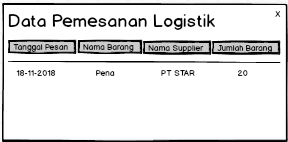 Data Pemesanan Logistik x
Tanggal Pesan Nama Barang Nama Supplier Jumlah Barang
18-11-2018 Pena PT STAR 20